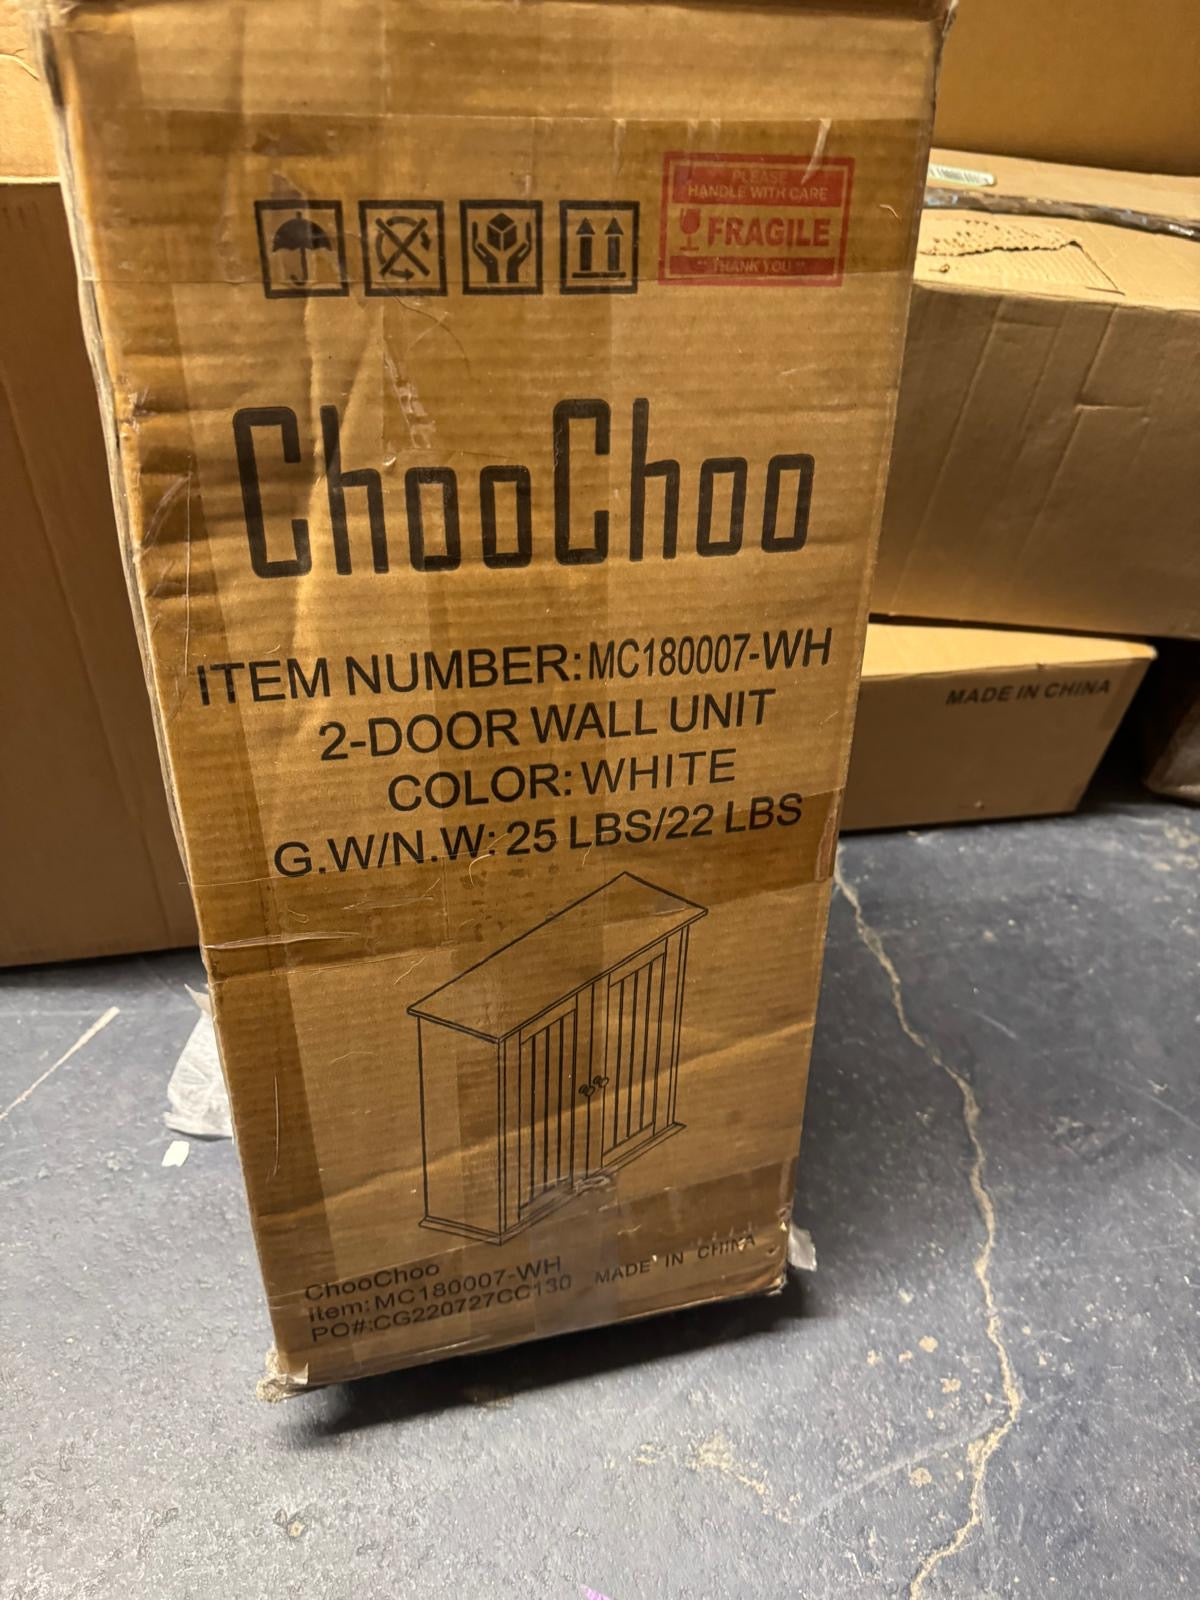 PLEASE
HANDLE WITH CARE
FRAGILE
"THANK YOU"
ChooChoo
ITEM NUMBER:MC180007-WH
2-DOOR WALL UNIT
COLOR:WHITE
G.W/N.W: 25 LBS/22 LBS
ChooChoo
Item:MC180007-WH
PO#:CG220727CC130
MADE IN CHINA
MADE IN CHINA